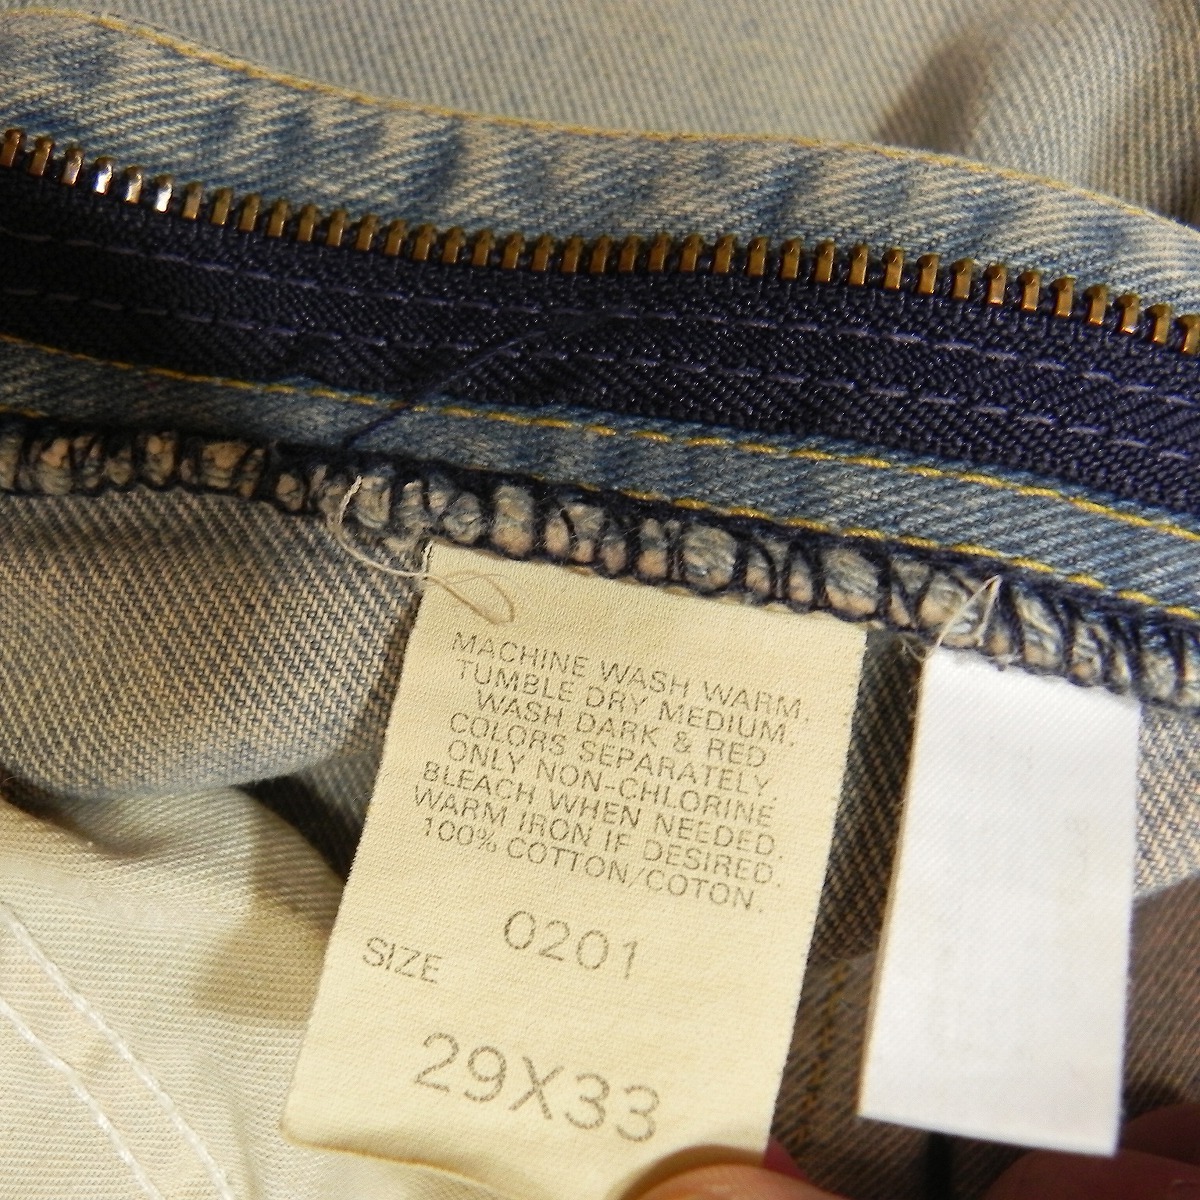 MACHINE WASH WARM.
TUMBLE DRY MEDIUM.
WASH DARK & RED
COLORS SEPARATELY.
ONLY NON-CHLORINE
BLEACH WHEN NEEDED.
WARM IRON IF DESIRED.
100% COTTON/COTON.
0201
SIZE
29X33